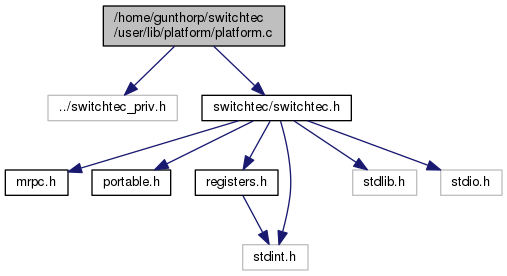 /home/gunthorp/switchtec
/user/lib/platform/platform.c
../switchtec_priv.h
switchtec/switchtec.h
mrpc.h
portable.h
registers.h
stdlib.h
stdio.h
stdint.h